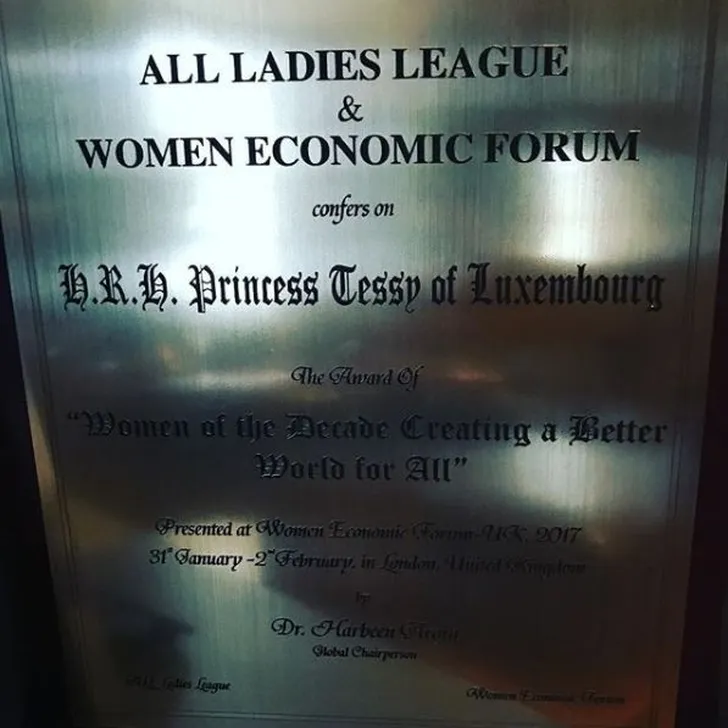 ALL LADIES LEAGUE
&
WOMEN ECONOMIC FORUM
confers on
H.R.H. Princess Tessy of Luxembourg
The Award Of
"Women of the Decade Creating a Better
World for All"
Presented at Women Economic Forum-UK, 2017
31st January -2nd February, in London, United Kingdom
by
Dr. Harbeen Arora
Global Chairperson
All Ladies League
Women Economic Forum